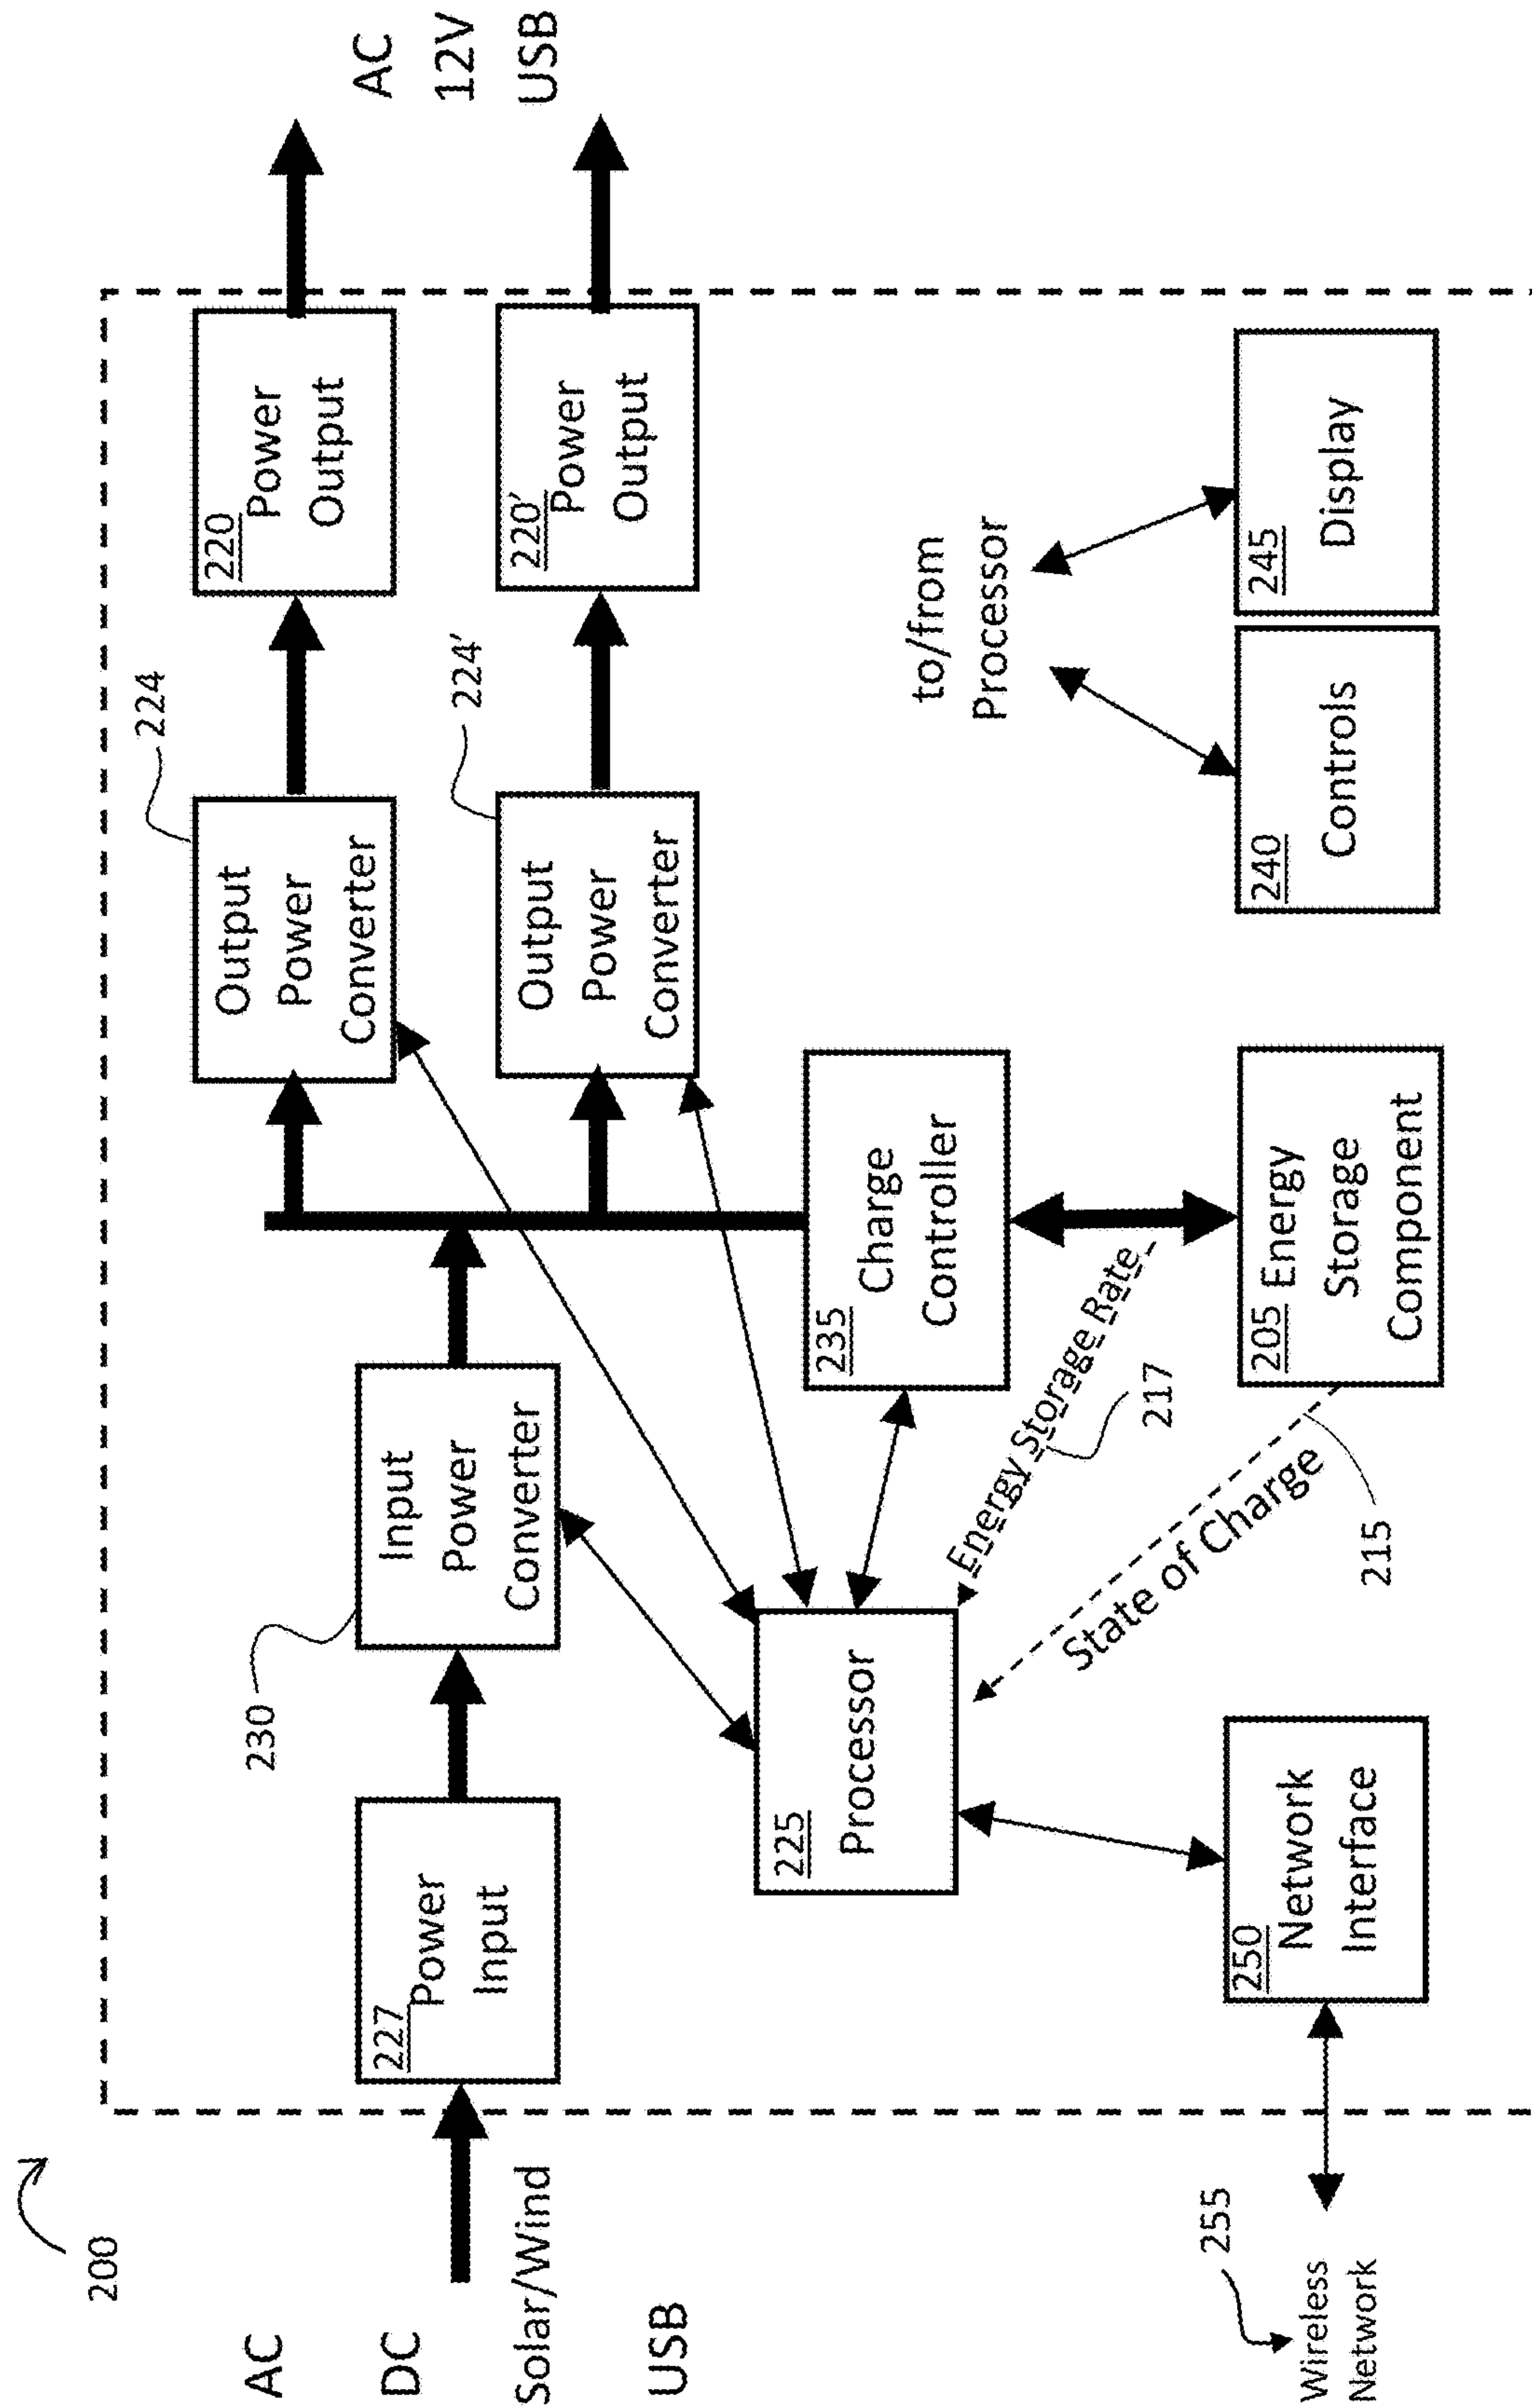 200
AC
DC
Solar/Wind
USB
227
Power
Input
230
Input
Power
Converter
224
Output
Power
Converter
220
Power
Output
224'
Output
Power
Converter
220'
Power
Output
AC
12V
USB
225
Processor
235
Charge
Controller
Energy Storage Rate
217
State of Charge
215
205 Energy
Storage
Component
to/from
Processor
240
Controls
245
Display
250
Network
Interface
255
Wireless
Network